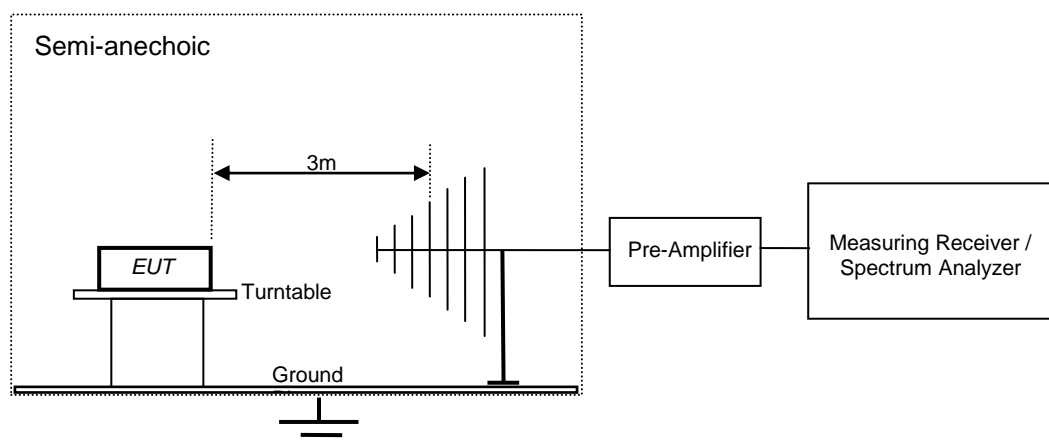 Semi-anechoic
3m
EUT
Turntable
Pre-Amplifier
Measuring Receiver /
Spectrum Analyzer
Ground